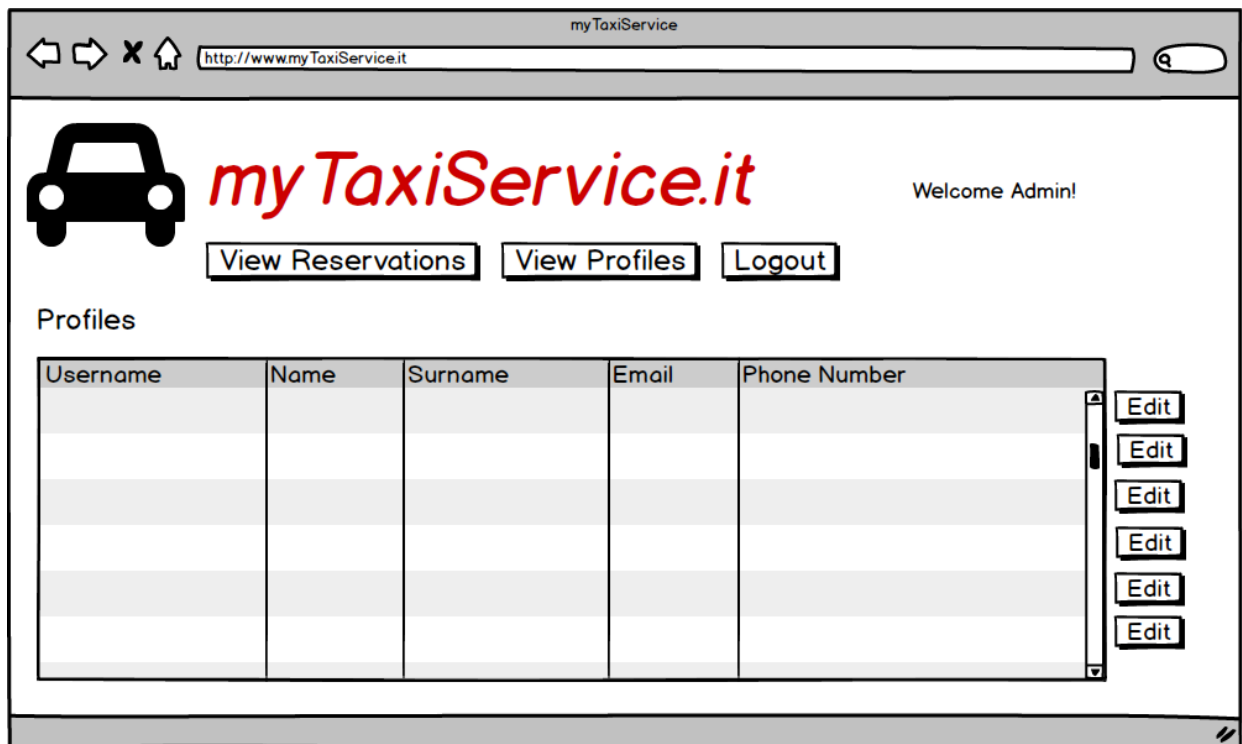 myTaxiService
http://www.myTaxiService.it
myTaxiService.it
Welcome Admin!
View Reservations View Profiles Logout
Profiles
Username Name Surname Email Phone Number
Edit
Edit
Edit
Edit
Edit
Edit